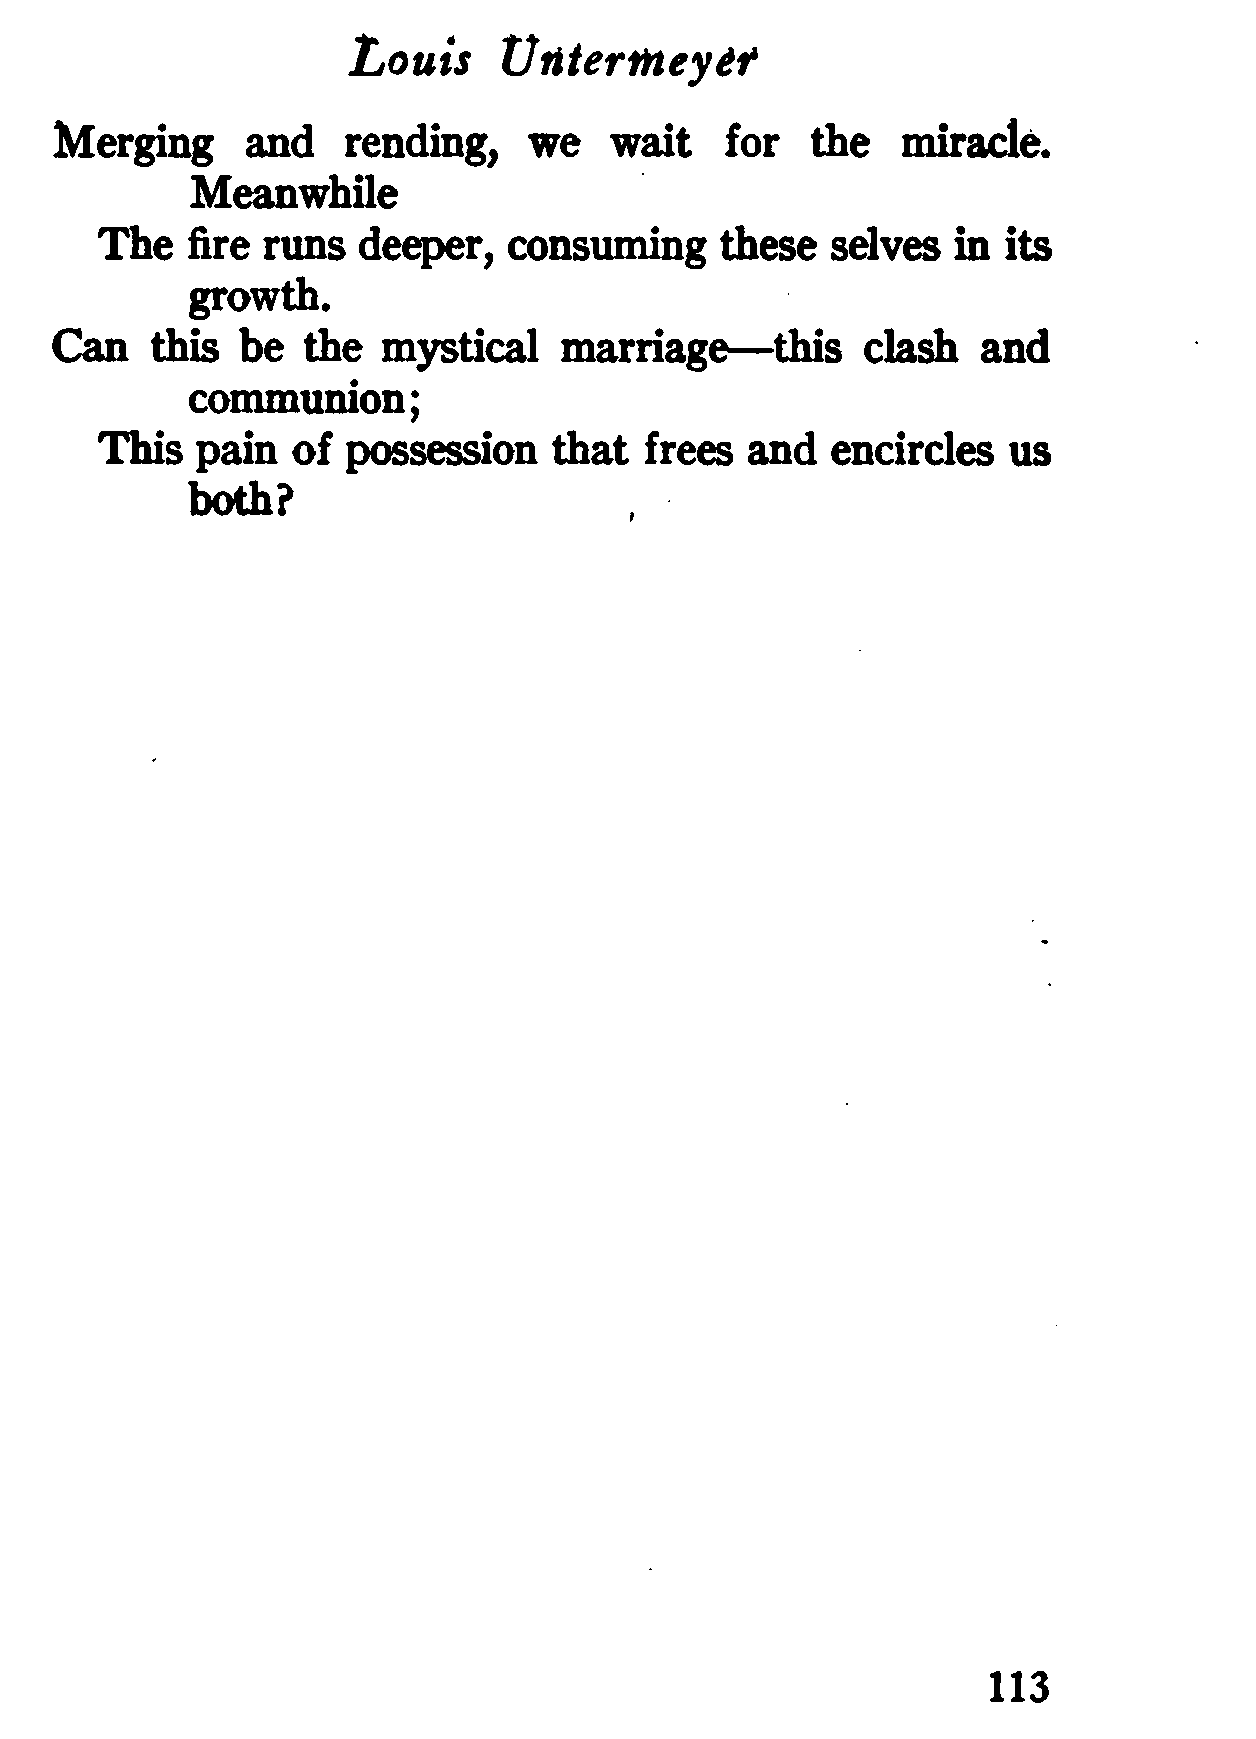 Louis Untermeyer
Merging and rending, we wait for the miracle.
Meanwhile
The fire runs deeper, consuming these selves in its
growth.
Can this be the mystical marriage—this clash and
communion;
This pain of possession that frees and encircles us
both?
113